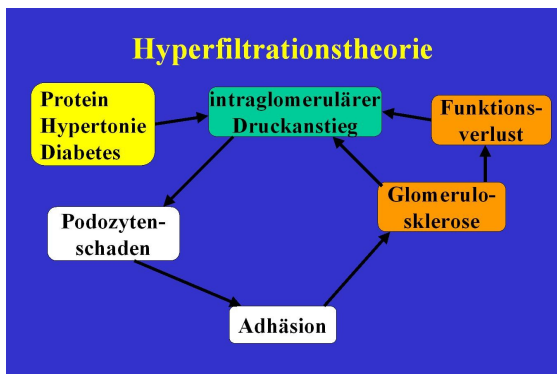 Hyperfiltrationstheorie
Protein
Hypertonie
Diabetes
intraglomerulärer
Druckanstieg
Funktions-
verlust
Glomerulo-
sklerose
Podozyten-
schaden
Adhäsion